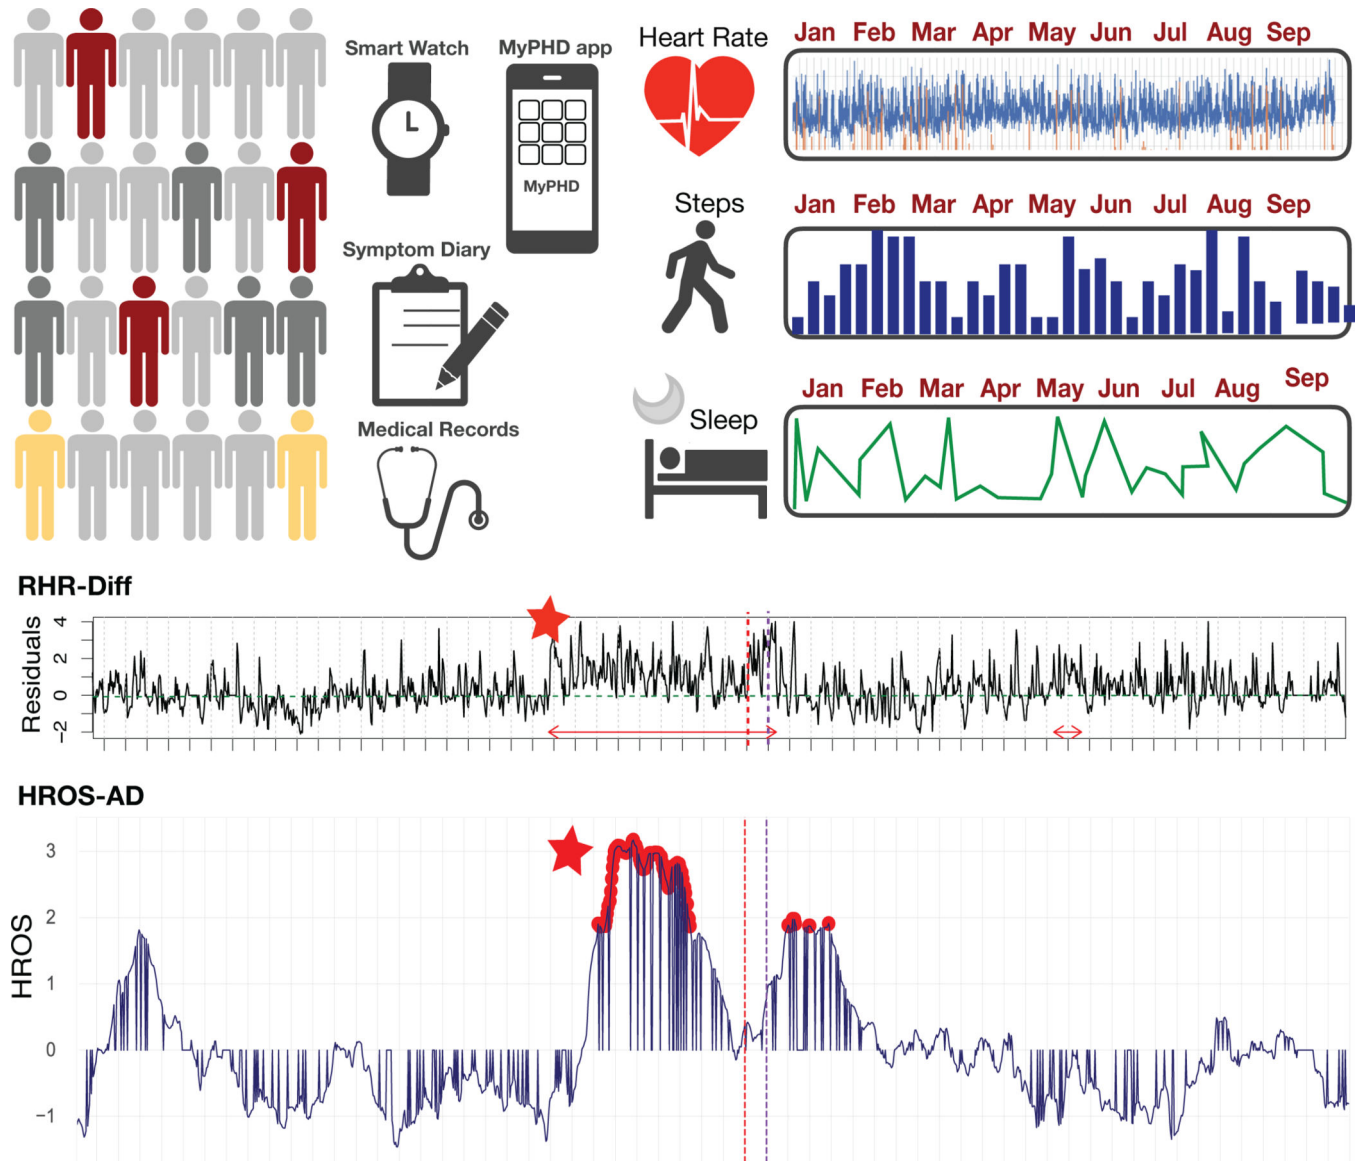 Smart Watch
MyPHD app
MyPHD
Symptom Diary
Medical Records
Heart Rate
Jan Feb Mar Apr May Jun Jul Aug Sep
Steps
Jan Feb Mar Apr May Jun Jul Aug Sep
Sleep
Jan Feb Mar Apr May Jun Jul Aug Sep
RHR-Diff
Residuals
4
2
0
−2
HROS-AD
HROS
3
2
1
0
−1